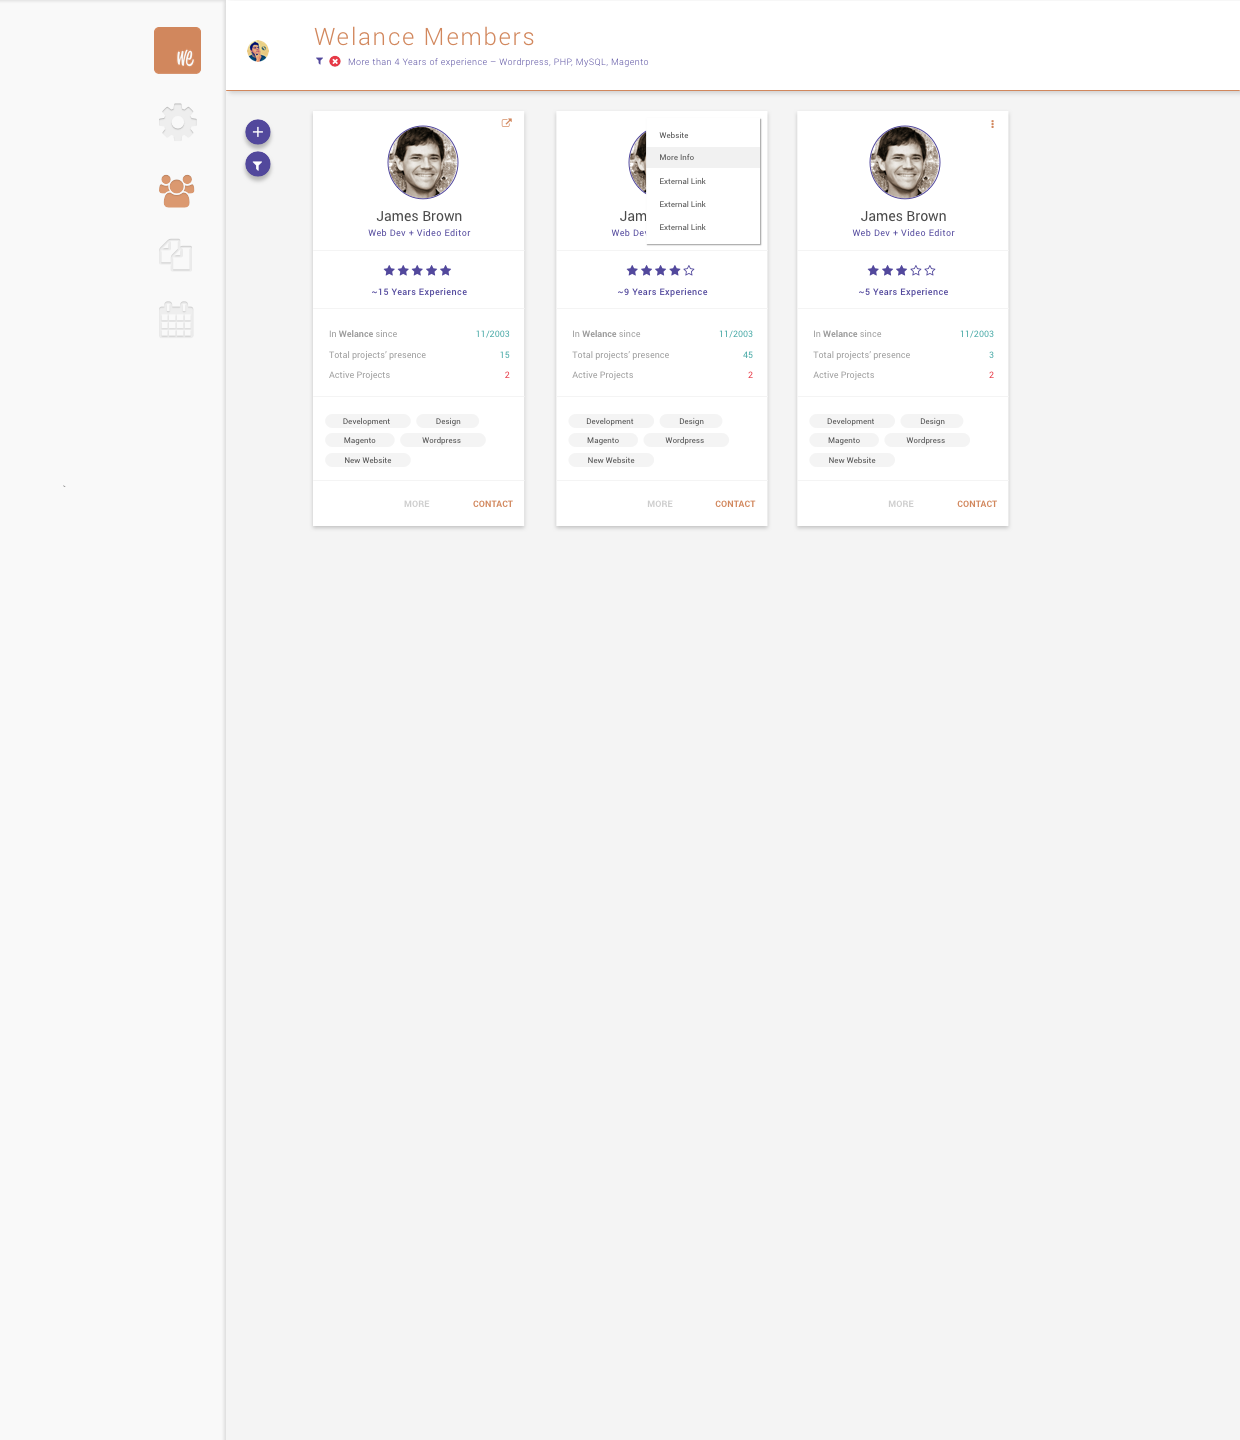 we
Welance Members
More than 4 Years of experience – Wordrpress, PHP, MySQL, Magento
James Brown
Web Dev + Video Editor
~15 Years Experience
In Welance since 11/2003
Total projects' presence 15
Active Projects 2
Development Design
Magento Wordpress
New Website
MORE CONTACT
Website
More Info
External Link
External Link
External Link
Jam
Web Dev
~9 Years Experience
In Welance since 11/2003
Total projects' presence 45
Active Projects 2
Development Design
Magento Wordpress
New Website
MORE CONTACT
James Brown
Web Dev + Video Editor
~5 Years Experience
In Welance since 11/2003
Total projects' presence 3
Active Projects 2
Development Design
Magento Wordpress
New Website
MORE CONTACT